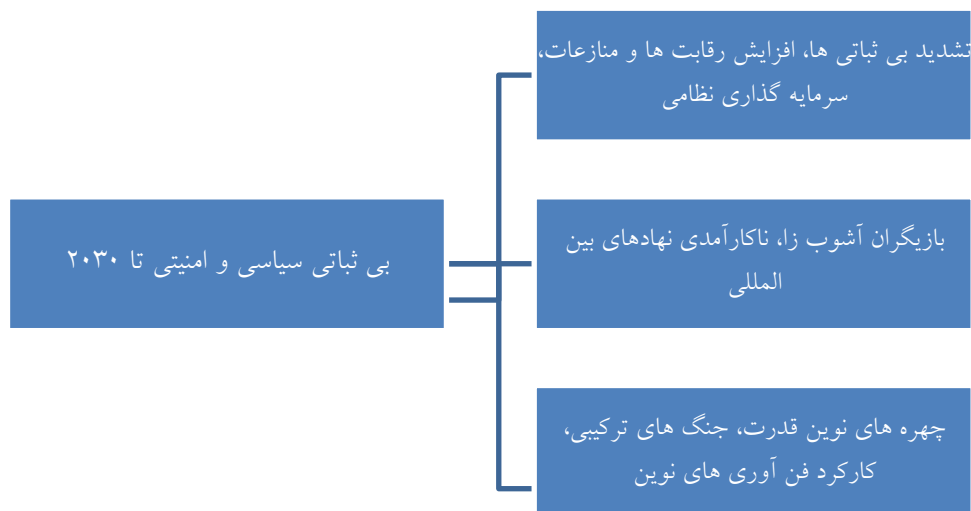 تشدید بی ثباتی ها، افزایش رقابت ها و منازعات،
سرمایه گذاری نظامی
بازیگران آشوب زا، ناکارآمدی نهادهای بین
المللی
بی ثباتی سیاسی و امنیتی تا ۲۰۳۰
چهره های نوین قدرت، جنگ های ترکیبی،
کارکرد فن آوری های نوین